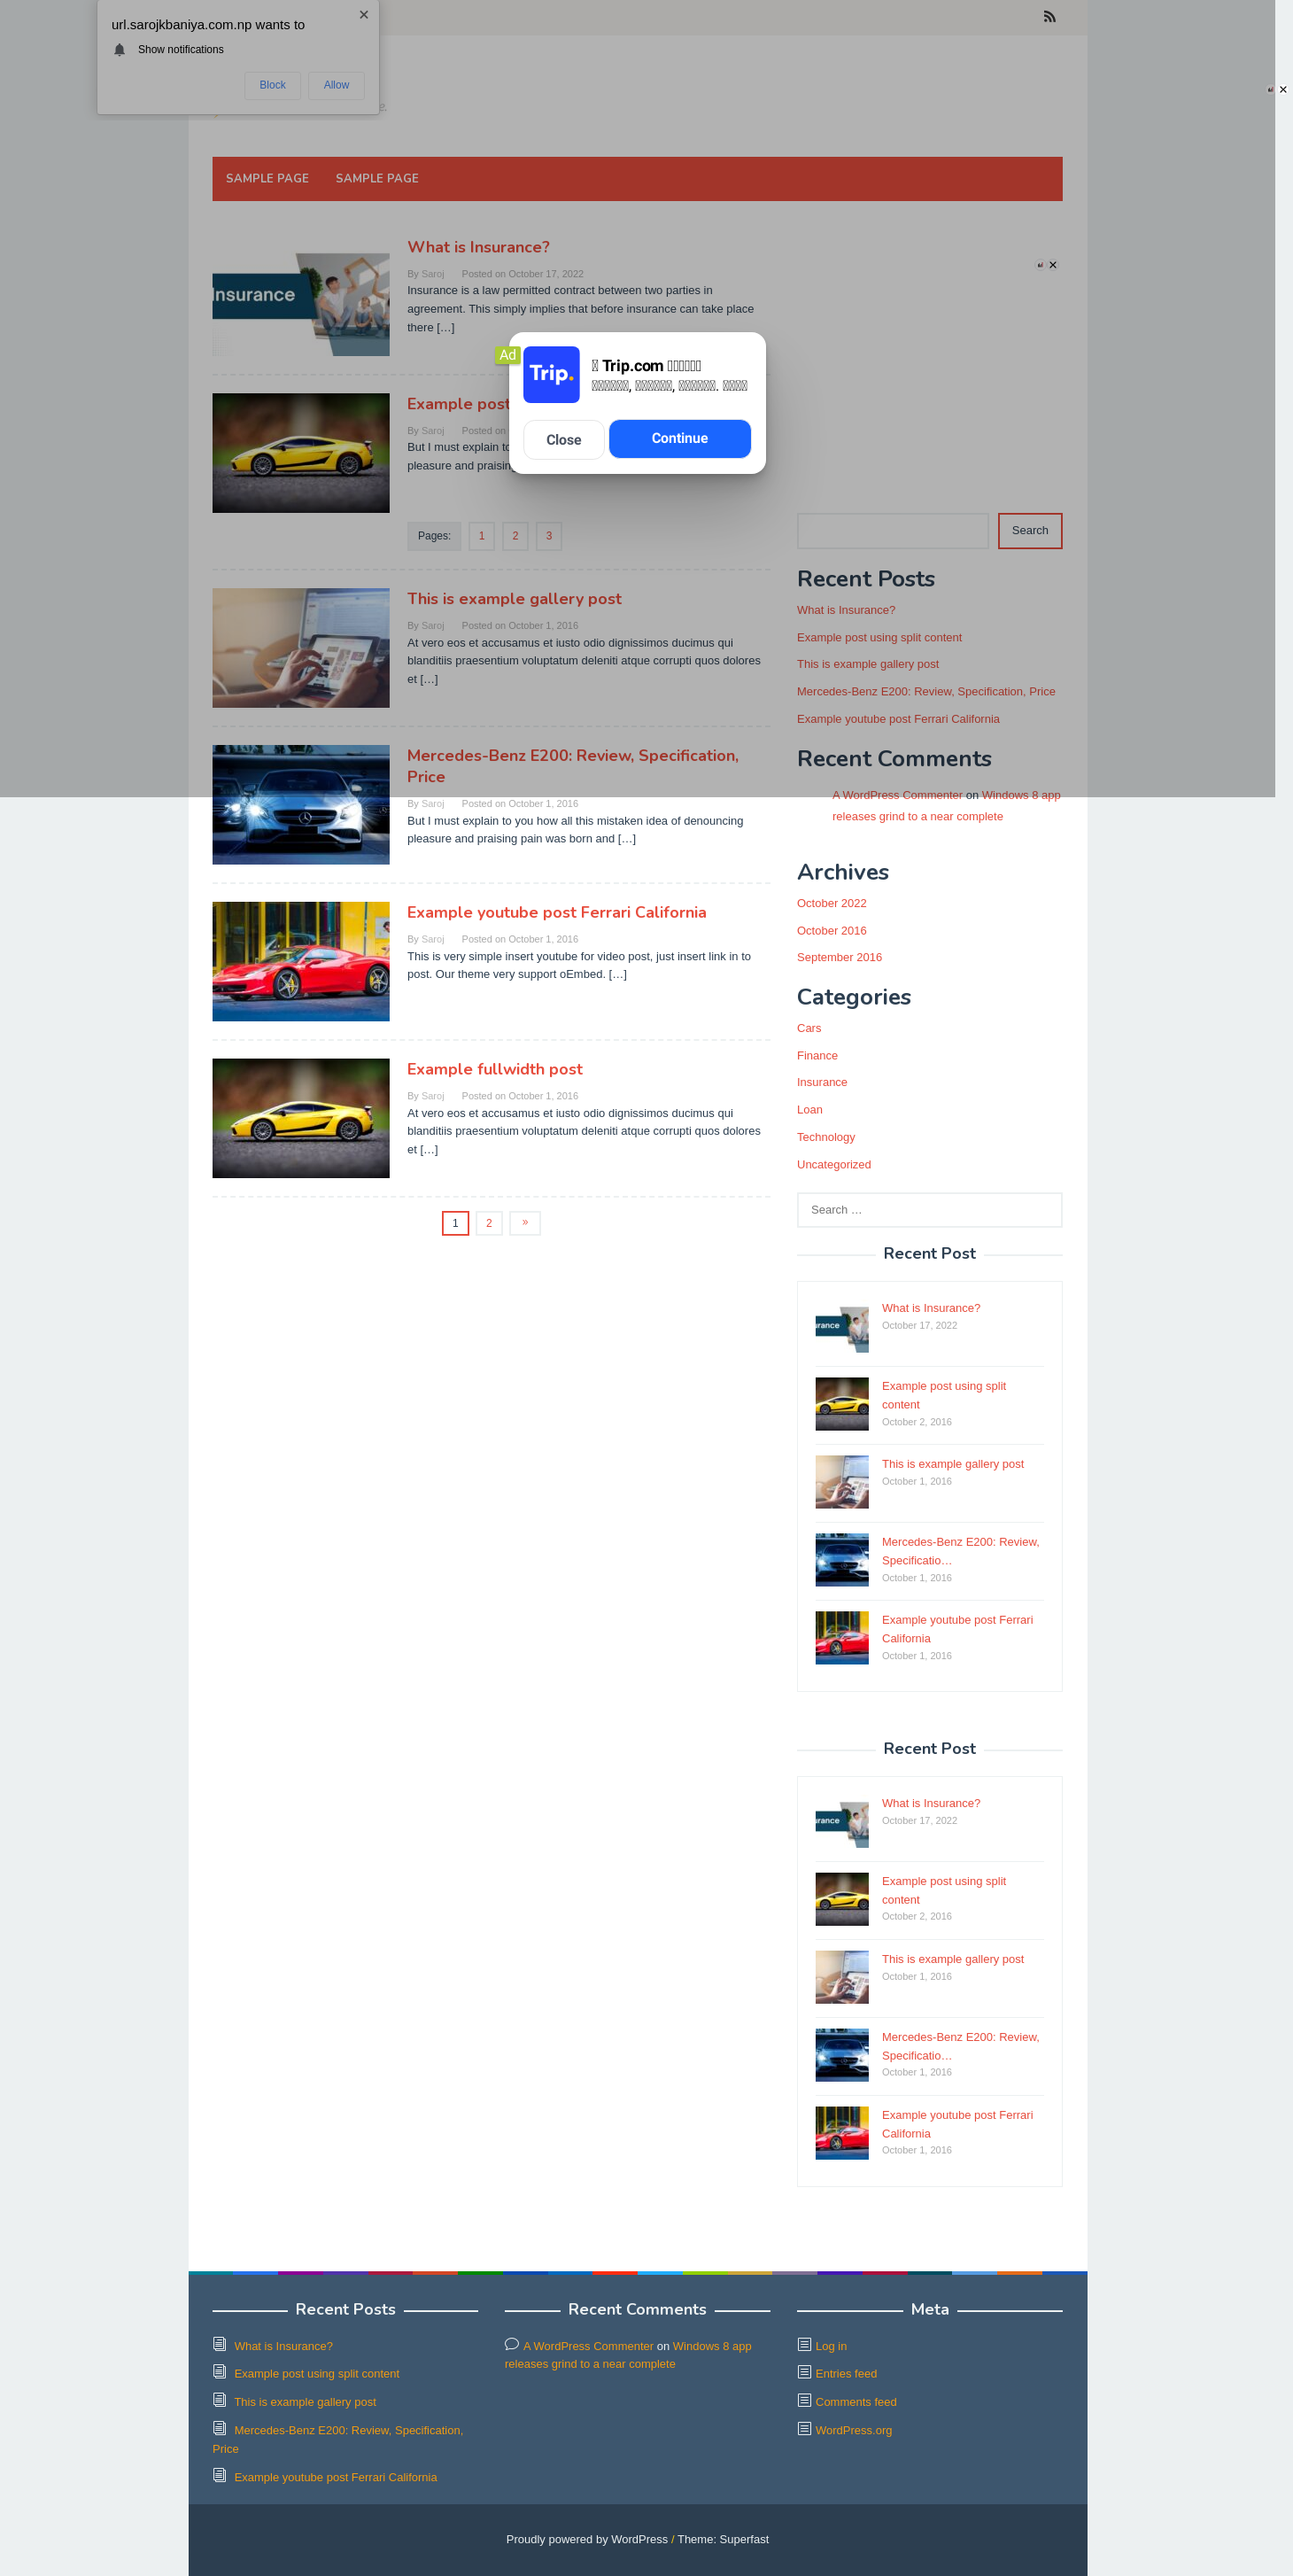 url.sarojkbaniya.com.np wants to
Show notifications
Block
Allow
SAMPLE PAGE
SAMPLE PAGE
Insurance
What is Insurance?
By Saroj Posted on October 17, 2022
Insurance is a law permitted contract between two parties in
agreement. This simply implies that before insurance can take place
there […]
Ad
Trip.
Trip.com
Close
Continue
Example post
By Saroj Posted on
But I must explain to
pleasure and praising
Pages:
1
2
3
This is example gallery post
By Saroj Posted on October 1, 2016
At vero eos et accusamus et iusto odio dignissimos ducimus qui
blanditiis praesentium voluptatum deleniti atque corrupti quos dolores
et […]
Mercedes-Benz E200: Review, Specification,
Price
By Saroj Posted on October 1, 2016
But I must explain to you how all this mistaken idea of denouncing
pleasure and praising pain was born and […]
Example youtube post Ferrari California
By Saroj Posted on October 1, 2016
This is very simple insert youtube for video post, just insert link in to
post. Our theme very support oEmbed. […]
Example fullwidth post
By Saroj Posted on October 1, 2016
At vero eos et accusamus et iusto odio dignissimos ducimus qui
blanditiis praesentium voluptatum deleniti atque corrupti quos dolores
et […]
1
2
»
Search
Recent Posts
What is Insurance?
Example post using split content
This is example gallery post
Mercedes-Benz E200: Review, Specification, Price
Example youtube post Ferrari California
Recent Comments
A WordPress Commenter on Windows 8 app
releases grind to a near complete
Archives
October 2022
October 2016
September 2016
Categories
Cars
Finance
Insurance
Loan
Technology
Uncategorized
Search …
Recent Post
urance
What is Insurance?
October 17, 2022
Example post using split
content
October 2, 2016
This is example gallery post
October 1, 2016
Mercedes-Benz E200: Review,
Specificatio…
October 1, 2016
Example youtube post Ferrari
California
October 1, 2016
Recent Post
urance
What is Insurance?
October 17, 2022
Example post using split
content
October 2, 2016
This is example gallery post
October 1, 2016
Mercedes-Benz E200: Review,
Specificatio…
October 1, 2016
Example youtube post Ferrari
California
October 1, 2016
Recent Posts
What is Insurance?
Example post using split content
This is example gallery post
Mercedes-Benz E200: Review, Specification,
Price
Example youtube post Ferrari California
Recent Comments
A WordPress Commenter on Windows 8 app
releases grind to a near complete
Meta
Log in
Entries feed
Comments feed
WordPress.org
Proudly powered by WordPress / Theme: Superfast